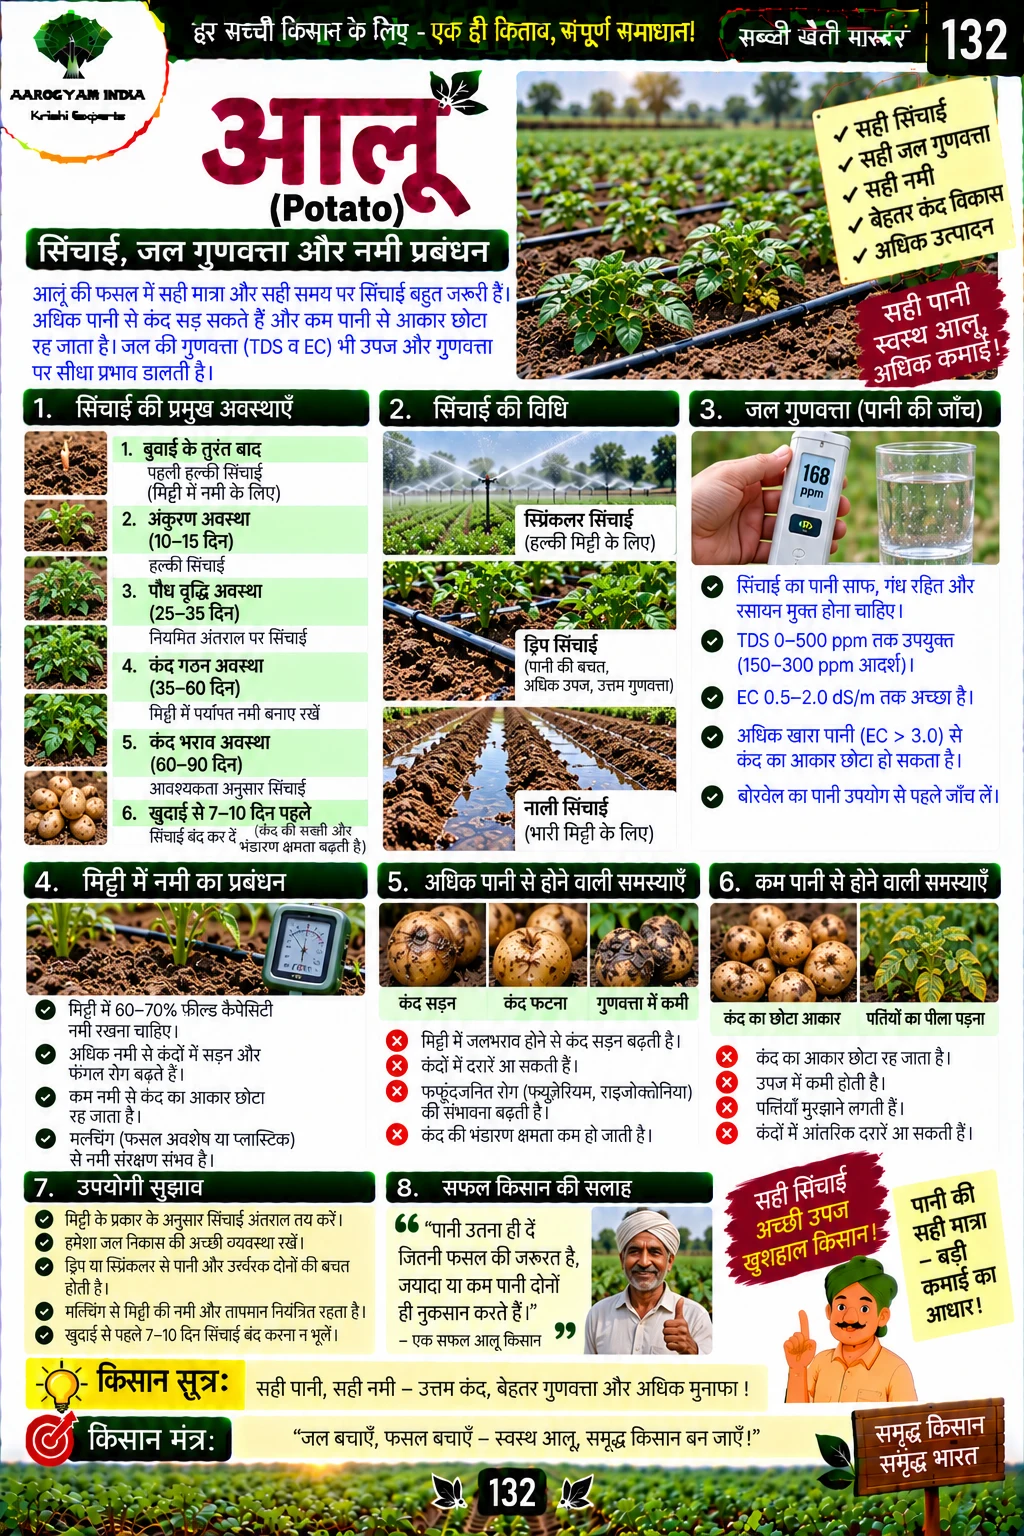 AAROGYAM INDIA
Krishi Experts
हर सच्ची किसान के लिए - एक ही किताब, संपूर्ण समाधान!
132
आलू
(Potato)
सिंचाई, जल गुणवत्ता और नमी प्रबंधन
आलूं की फसल में सही मात्रा और सही समय पर सिंचाई बहुत जरूरी हैं।
अधिक पानी से कंद सड़ सकते हैं और कम पानी से आकार छोटा
रह जाता है। जल की गुणवत्ता (TDS व EC) भी उपज और गुणवत्ता
पर सीधा प्रभाव डालती है।
✓ सही सिंचाई
✓ सही जल गुणवत्ता
✓ सही नमी
✓ बेहतर कंद विकास
✓ अधिक उत्पादन
सही पानी
स्वस्थ आलू,
अधिक कमाई!
1. सिंचाई की प्रमुख अवस्थाएँ
1. बुवाई के तुरंत बाद
पहली हल्की सिंचाई
(मिट्टी में नमी के लिए)
2. अंकुरण अवस्था
(10–15 दिन)
हल्की सिंचाई
3. पौध वृद्धि अवस्था
(25–35 दिन)
नियमित अंतराल पर सिंचाई
4. कंद गठन अवस्था
(35–60 दिन)
मिट्टी में पर्याप्त नमी बनाए रखें
5. कंद भराव अवस्था
(60–90 दिन)
आवश्यकता अनुसार सिंचाई
6. खुदाई से 7–10 दिन पहले
सिंचाई बंद कर दें (कंद की सख्ती और
भंडारण क्षमता बढ़ती है)
2. सिंचाई की विधि
स्प्रिंकलर सिंचाई
(हल्की मिट्टी के लिए)
ड्रिप सिंचाई
(पानी की बचत,
अधिक उपज, उत्तम गुणवत्ता)
नाली सिंचाई
(भारी मिट्टी के लिए)
3. जल गुणवत्ता (पानी की जाँच)
168
ppm
सिंचाई का पानी साफ, गंध रहित और
रसायन मुक्त होना चाहिए।
TDS 0–500 ppm तक उपयुक्त
(150–300 ppm आदर्श)।
EC 0.5–2.0 dS/m तक अच्छा है।
अधिक खारा पानी (EC > 3.0) से
कंद का आकार छोटा हो सकता है।
बोरवेल का पानी उपयोग से पहले जाँच लें।
4. मिट्टी में नमी का प्रबंधन
मिट्टी में 60–70% फ़ील्ड कैपेसिटी
नमी रखना चाहिए।
अधिक नमी से कंदों में सड़न और
फंगल रोग बढ़ते हैं।
कम नमी से कंद का आकार छोटा
रह जाता है।
मल्चिंग (फसल अवशेष या प्लास्टिक)
से नमी संरक्षण संभव है।
5. अधिक पानी से होने वाली समस्याएँ
कंद सड़न
कंद फटना
गुणवत्ता में कमी
मिट्टी में जलभराव होने से कंद सड़न बढ़ती है।
कंदों में दरारें आ सकती हैं।
फफूंदजनित रोग (फ्यूज़ेरियम, राइजोक्तोनिया)
की संभावना बढ़ती है।
कंद की भंडारण क्षमता कम हो जाती है।
6. कम पानी से होने वाली समस्याएँ
कंद का छोटा आकार
पत्तियों का पीला पड़ना
कंद का आकार छोटा रह जाता है।
उपज में कमी होती है।
पत्तियाँ मुरझाने लगती हैं।
कंदों में आंतरिक दरारें आ सकती हैं।
7. उपयोगी सुझाव
मिट्टी के प्रकार के अनुसार सिंचाई अंतराल तय करें।
हमेशा जल निकास की अच्छी व्यवस्था रखें।
ड्रिप या स्प्रिंकलर से पानी और उर्वरक दोनों की बचत
होती है।
मल्चिंग से मिट्टी की नमी और तापमान नियंत्रित रहता है।
खुदाई से पहले 7–10 दिन सिंचाई बंद करना न भूलें।
8. सफल किसान की सलाह
“पानी उतना ही दें
जितनी फसल की जरूरत है,
जयादा या कम पानी दोनों
ही नुकसान करते हैं।”
– एक सफल आलू किसान
सही सिंचाई
अच्छी उपज
खुशहाल किसान!
पानी की
सही मात्रा
– बड़ी
कमाई का
आधार!
किसान सूत्र:
सही पानी, सही नमी – उत्तम कंद, बेहतर गुणवत्ता और अधिक मुनाफा !
किसान मंत्र:
“जल बचाएँ, फसल बचाएँ – स्वस्थ आलू, समृद्ध किसान बन जाएँ!”
समृद्ध किसान
समृंद्ध भारत
132